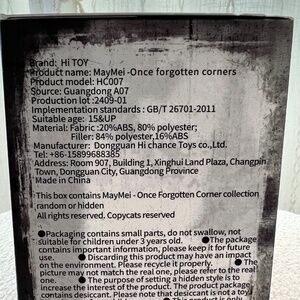 Brand: Hi TOY
Product name: MayMei -Once forgotten corners
Product model: HC007
Source: Guangdong A07
Production lot :2409-01
Implementation standards : GB/T 26701-2011
Suitable age: 15&UP
Material: Fabric :20%ABS, 80% polyester;
Filler: 84% polyester,16%ABS
Manufacturer: Dongguan Hi chance Toys co.,Ltd.
Tel: +86-15899688385
Address: Room 907, Building 1, Xinghui Land Plaza, Changpin
Town, DongGuan City, Guangdong Province
Made in China
·This box contains MayMei - Once Forgotten Corner collection
random or hidden
All rights reserved. Copycats reserved
●Packaging contains small parts, do not swallow, not
suitable for children under 3 years old. ●The package
contains important information, please keep it for future
use. ●Discarding this product may have an impact
on the environment. Please recycle it properly. ●The
picture may not match the real one, please refer to the real
one. ●The purpose of setting a hidden style is to
increase the interest of the product. The product package
contains desiccant. Please note that desiccant is not a toy/